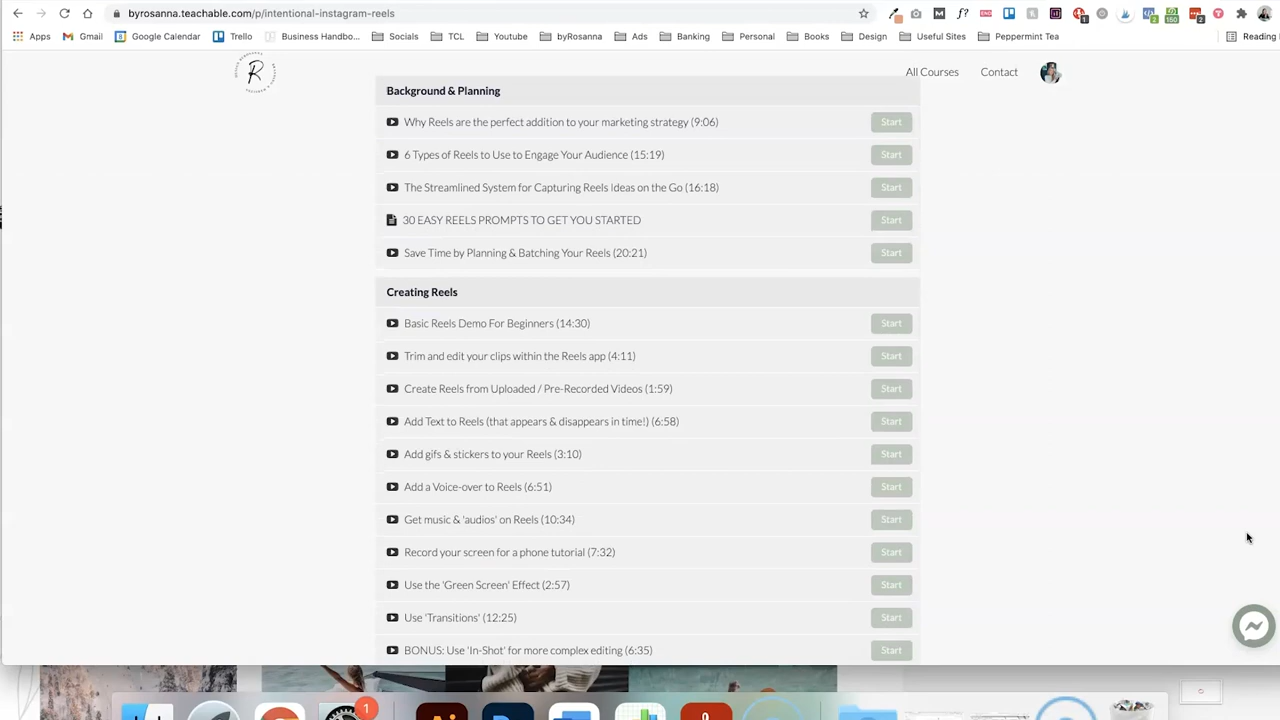 byrosanna.teachable.com/p/intentional-instagram-reels
Apps Gmail Google Calendar Trello Business Handbo... Socials TCL Youtube byRosanna Ads Banking Personal Books Design Useful Sites Peppermint Tea Reading
R
All Courses Contact
Background & Planning
Why Reels are the perfect addition to your marketing strategy (9:06) Start
6 Types of Reels to Use to Engage Your Audience (15:19) Start
The Streamlined System for Capturing Reels Ideas on the Go (16:18) Start
30 EASY REELS PROMPTS TO GET YOU STARTED Start
Save Time by Planning & Batching Your Reels (20:21) Start
Creating Reels
Basic Reels Demo For Beginners (14:30) Start
Trim and edit your clips within the Reels app (4:11) Start
Create Reels from Uploaded / Pre-Recorded Videos (1:59) Start
Add Text to Reels (that appears & disappears in time!) (6:58) Start
Add gifs & stickers to your Reels (3:10) Start
Add a Voice-over to Reels (6:51) Start
Get music & 'audios' on Reels (10:34) Start
Record your screen for a phone tutorial (7:32) Start
Use the 'Green Screen' Effect (2:57) Start
Use 'Transitions' (12:25) Start
BONUS: Use 'In-Shot' for more complex editing (6:35) Start
1